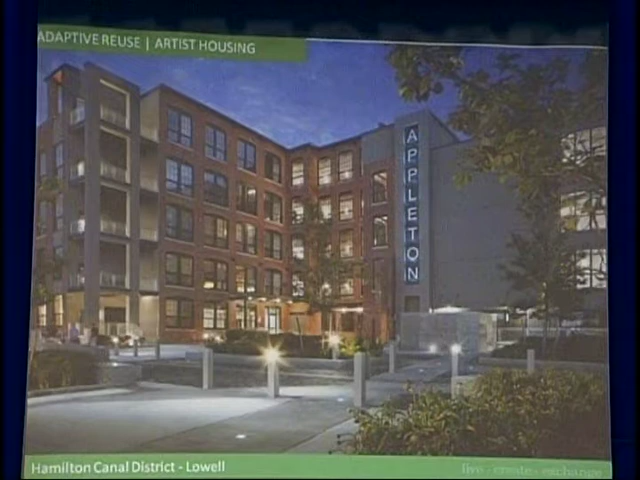 ADAPTIVE REUSE | ARTIST HOUSING
APPLETON
Hamilton Canal District - Lowell
live · create · exchange